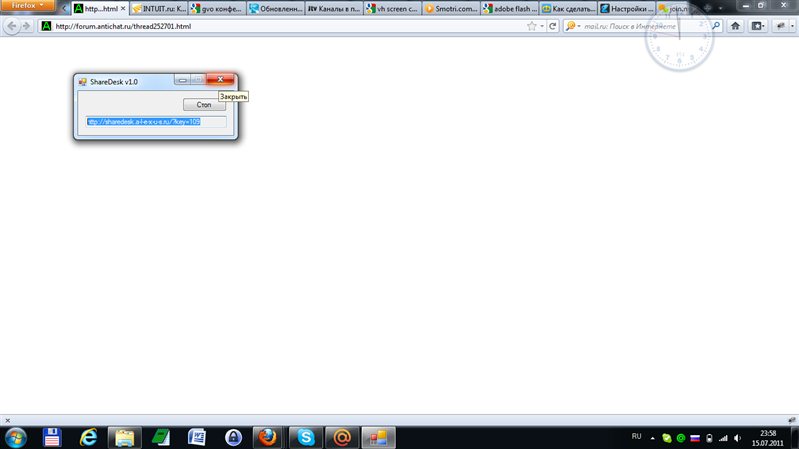 Firefox
http...html
INTUIT.ru: К...
gvo конфе...
Обновленн...
Каналы в п...
vh screen c...
Smotri.com...
adobe flash ...
Как сделать...
Настройки ...
join.n
http://forum.antichat.ru/thread252701.html
mail.ru: Поиск в Интернете
ShareDesk v1.0
Закрыть
Стоп
http://sharedesk.a-l-e-x-u-s.ru/?key=109
RU
23:58
15.07.2011